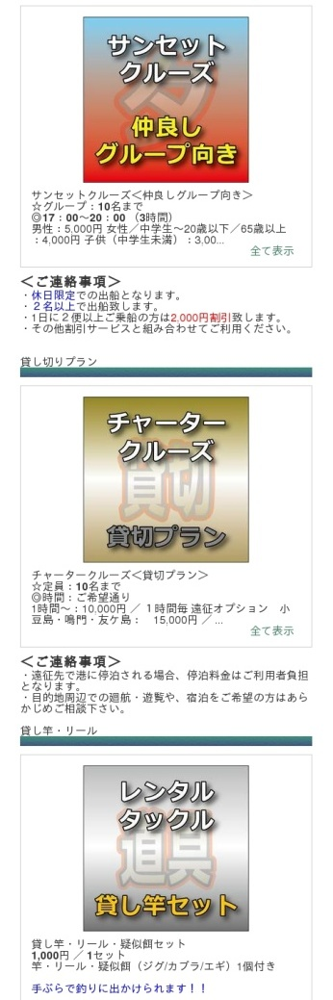 サンセット
クルーズ
多
仲良し
グループ向き
サンセットクルーズ＜仲良しグループ向き＞
☆グループ：10名まで
◎17：00～20：00 （3時間）
男性：5,000円 女性／中学生～20歳以下／65歳以上
：4,000円 子供（中学生未満）：3,00...
全て表示
＜ご連絡事項＞
・休日限定での出船となります。
・２名以上で出船致します。
・1日に２便以上ご乗船の方は2,000円割引致します。
・その他割引サービスと組み合わせてご利用ください。
貸し切りプラン
チャーター
クルーズ
貸切
貸切プラン
チャータークルーズ＜貸切プラン＞
☆定員：10名まで
◎時間：ご希望通り
1時間～：10,000円 ／ １時間毎 遠征オプション　小
豆島・鳴門・友ケ島：　15,000円 ／ ...
全て表示
＜ご連絡事項＞
・遠征先で港に停泊される場合、停泊料金はご利用者負担
となります。
・目的地周辺での廻航・遊覧や、宿泊をご希望の方はあら
かじめご相談下さい。
貸し竿・リール
レンタル
タックル
道具
貸し竿セット
貸し竿・リール・疑似餌セット
1,000円 ／ 1セット
竿・リール・疑似餌（ジグ/カブラ/エギ）1個付き
手ぶらで釣りに出かけられます！！